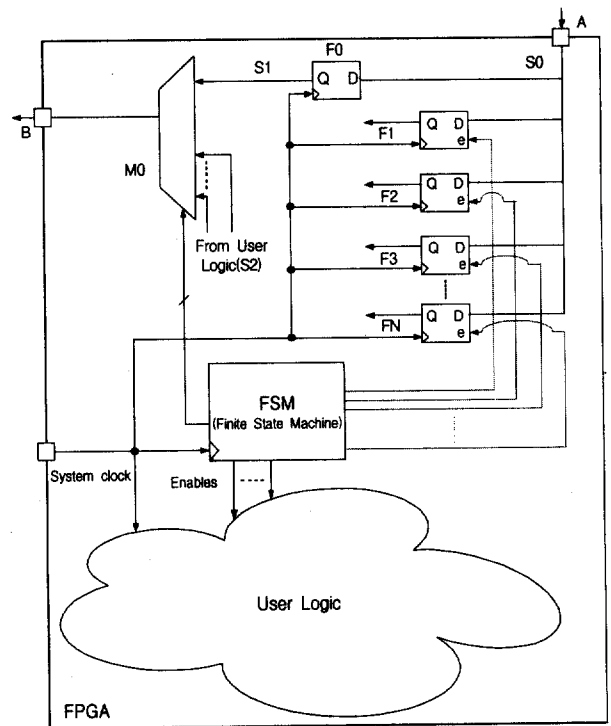 A
F0
S1
Q D
S0
B
M0
F1
Q D
e
F2
Q D
e
From User
Logic(S2)
F3
Q D
e
FN
Q D
e
FSM
(Finite State Machine)
System clock
Enables
User Logic
FPGA